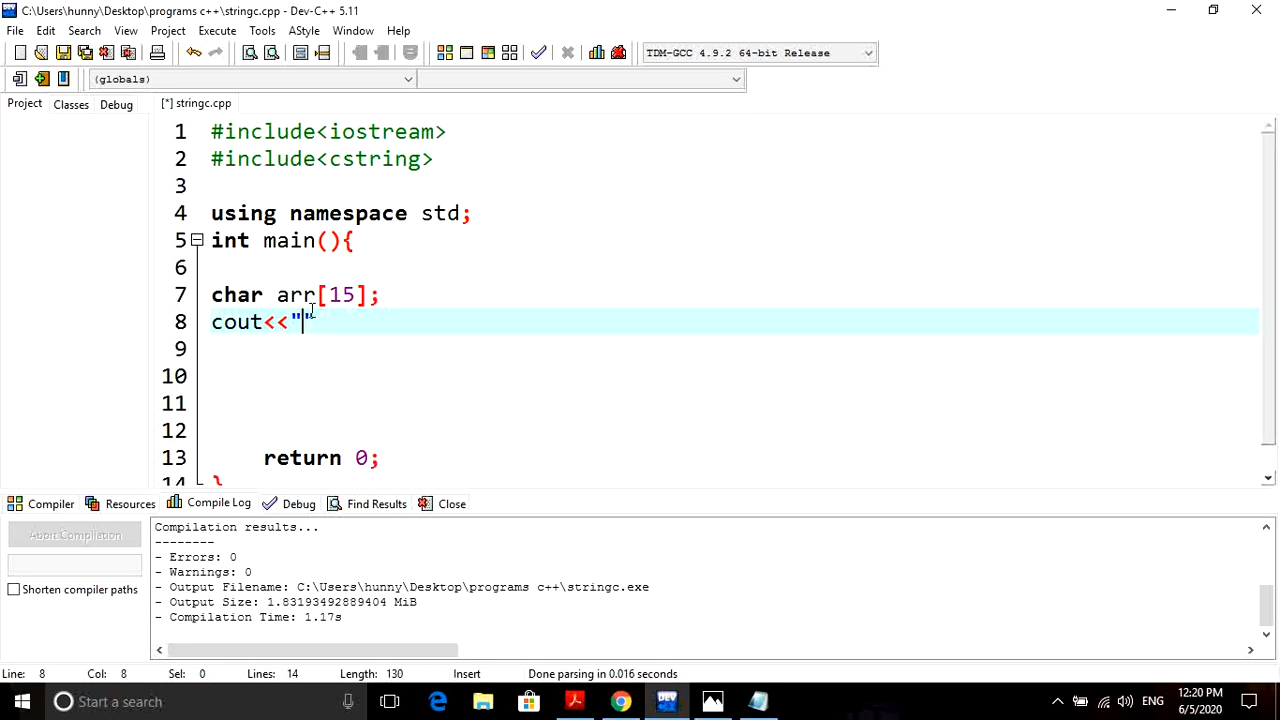 C:\Users\hunny\Desktop\programs c++\stringc.cpp - Dev-C++ 5.11
File Edit Search View Project Execute Tools AStyle Window Help
TDM-GCC 4.9.2 64-bit Release
(globals)
Project Classes Debug [*] stringc.cpp
1 #include<iostream>
2 #include<cstring>
3
4 using namespace std;
5 int main(){
6
7 char arr[15];
8 cout<<""
9
10
11
12
13 return 0;
14 }
Compiler Resources Compile Log Debug Find Results Close
Abort Compilation
Shorten compiler paths
Compilation results...
--------
- Errors: 0
- Warnings: 0
- Output Filename: C:\Users\hunny\Desktop\programs c++\stringc.exe
- Output Size: 1.83193492889404 MiB
- Compilation Time: 1.17s
Line: 8 Col: 8 Sel: 0 Lines: 14 Length: 130 Insert Done parsing in 0.016 seconds
Start a search
DEV
ENG
12:20 PM
6/5/2020